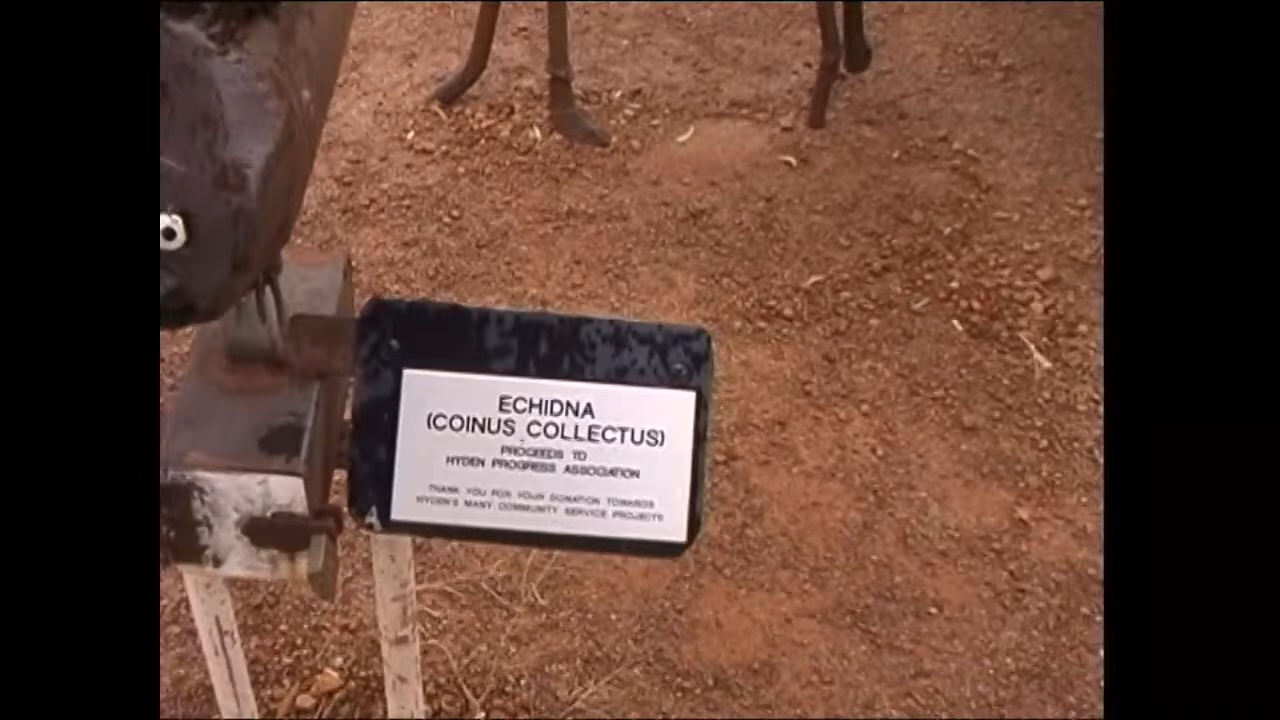 ECHIDNA
(COINUS COLLECTUS)
PROCEEDS TO
HYDEN PROGRESS ASSOCIATION
THANK YOU FOR YOUR DONATION TOWARDS
HYDEN'S MANY COMMUNITY SERVICE PROJECTS